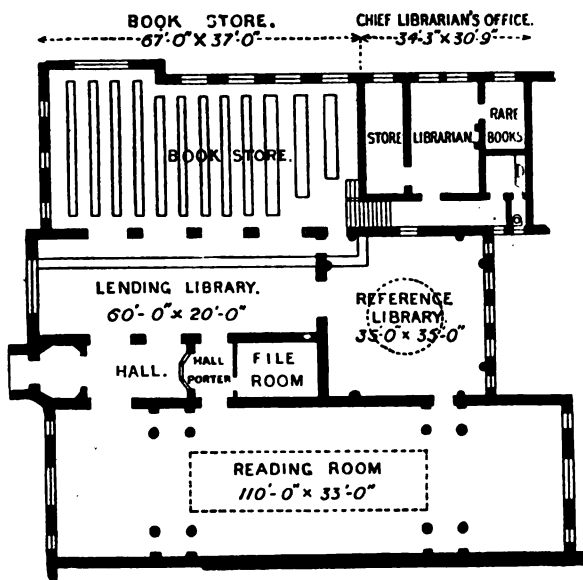 BOOK STORE.
67'-0" X 37'-0"
CHIEF LIBRARIAN'S OFFICE.
34'-3" X 30'-9"
STORE
LIBRARIAN
RARE
BOOKS
BOOK STORE.
LENDING LIBRARY.
60'-0" X 20'-0"
REFERENCE
LIBRARY
35'-0" X 35'-0"
HALL.
HALL
PORTER
FILE
ROOM
READING ROOM
110'-0" X 33'-0"